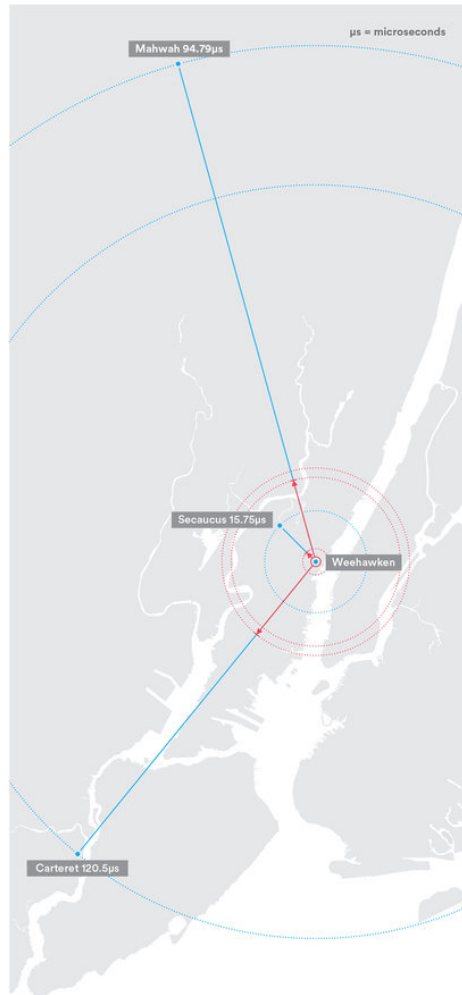 µs = microseconds
Mahwah 94.79µs
Secaucus 15.75µs
Weehawken
Carteret 120.5µs